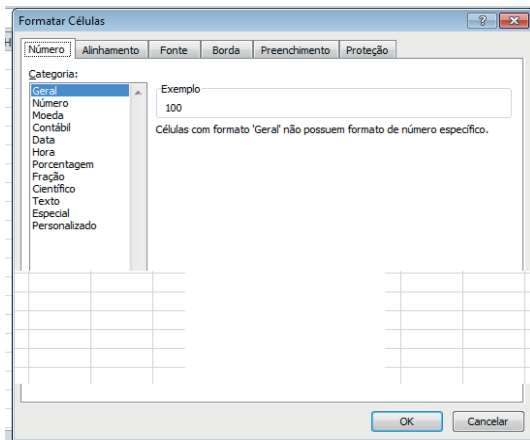 Formatar Células
H
Número Alinhamento Fonte Borda Preenchimento Proteção
Categoria:
Geral
Número
Moeda
Contábil
Data
Hora
Porcentagem
Fração
Científico
Texto
Especial
Personalizado
Exemplo
100
Células com formato 'Geral' não possuem formato de número específico.
OK Cancelar